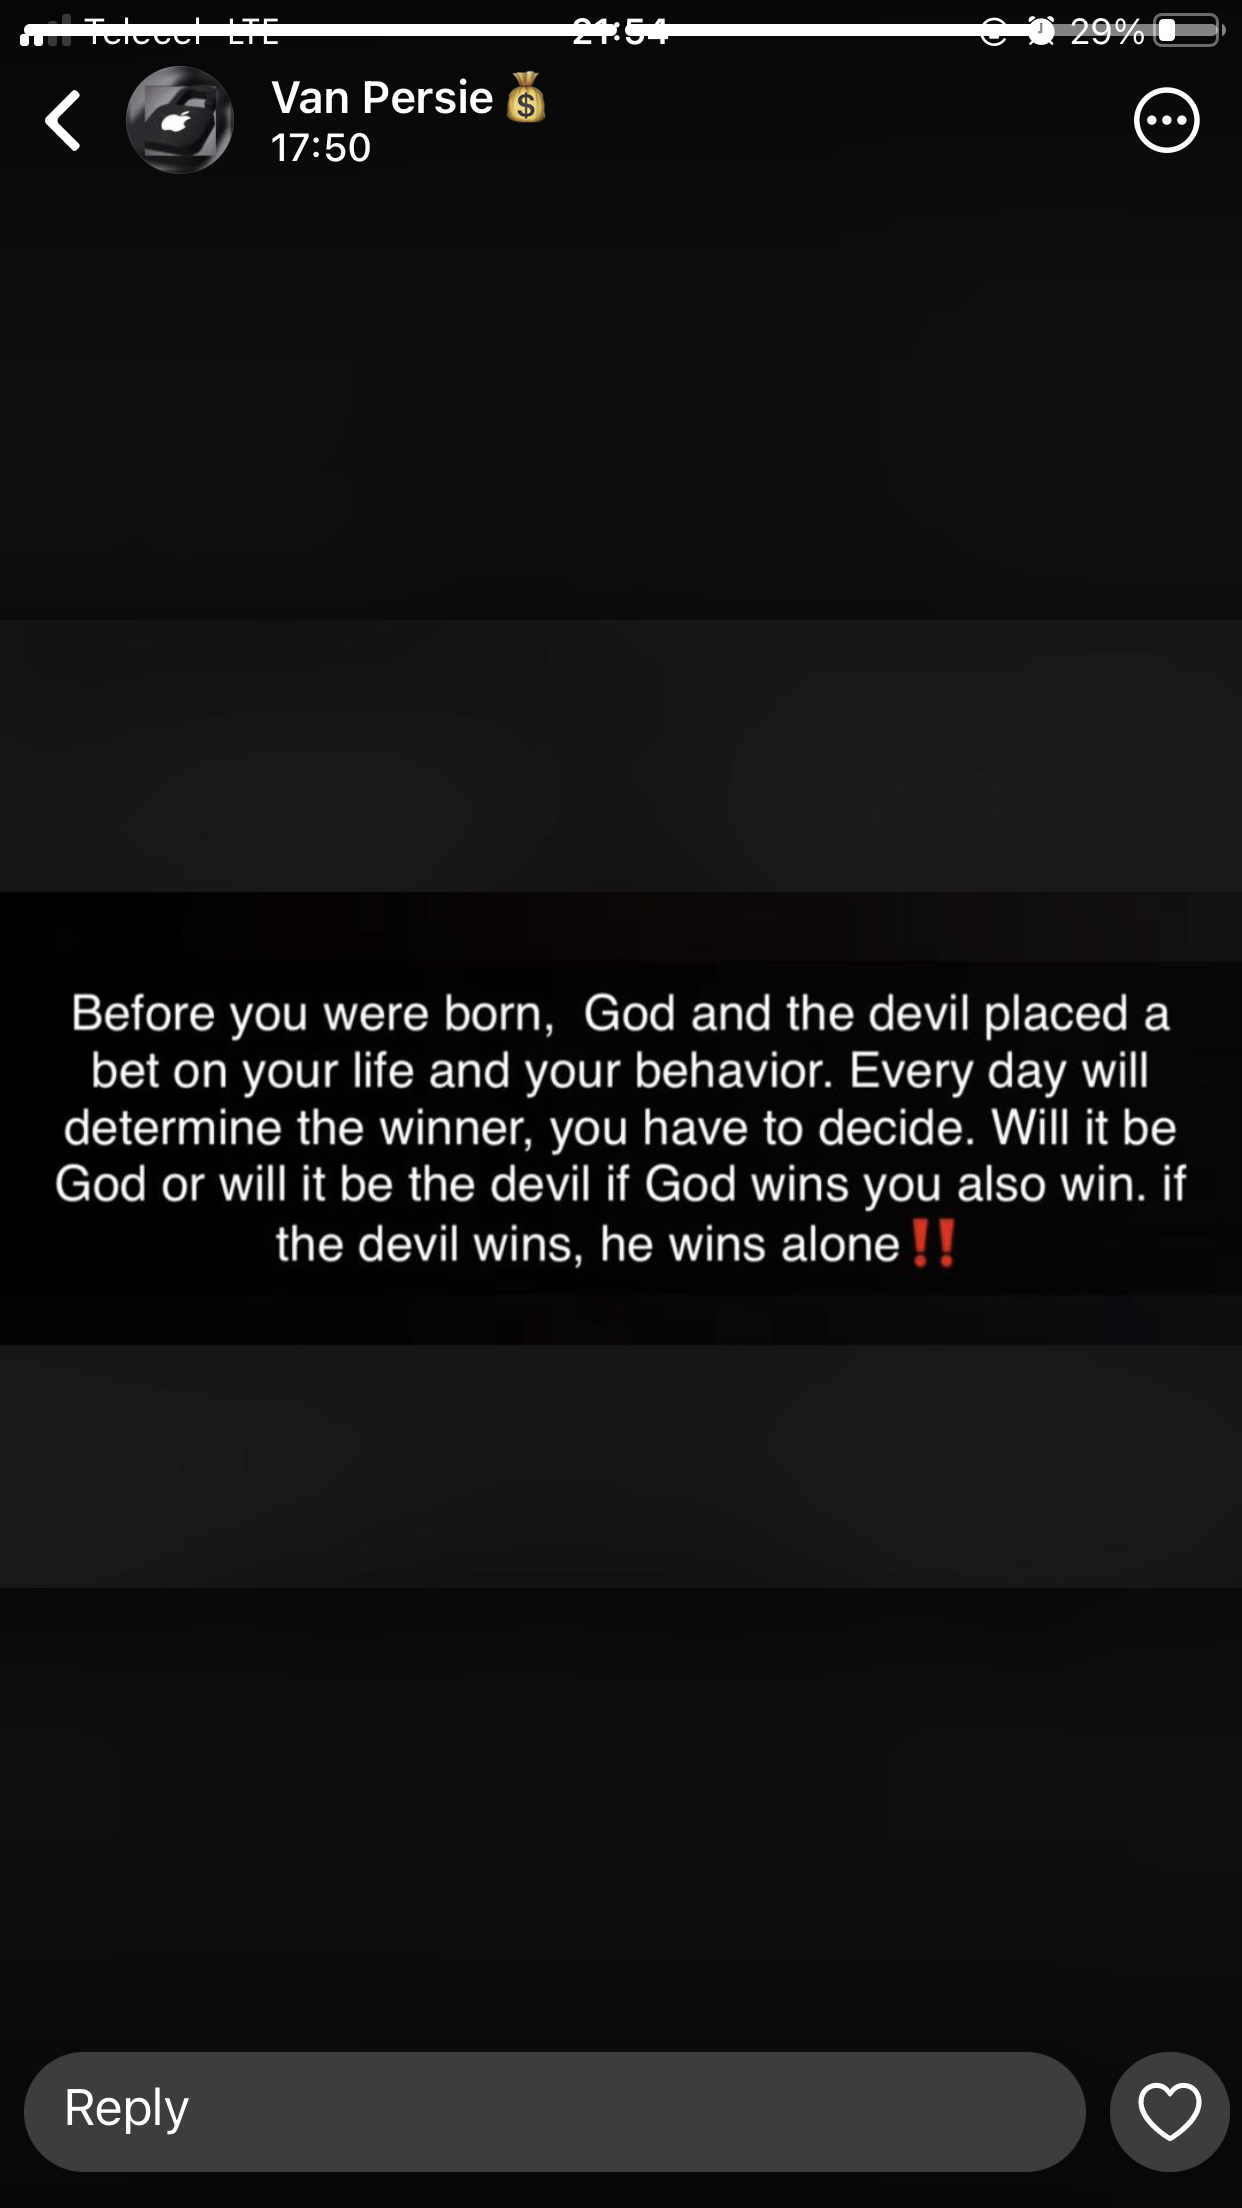 Telecel LTE 21:54 29%
Van Persie💰
17:50
Before you were born, God and the devil placed a
bet on your life and your behavior. Every day will
determine the winner, you have to decide. Will it be
God or will it be the devil if God wins you also win. if
the devil wins, he wins alone‼️
Reply